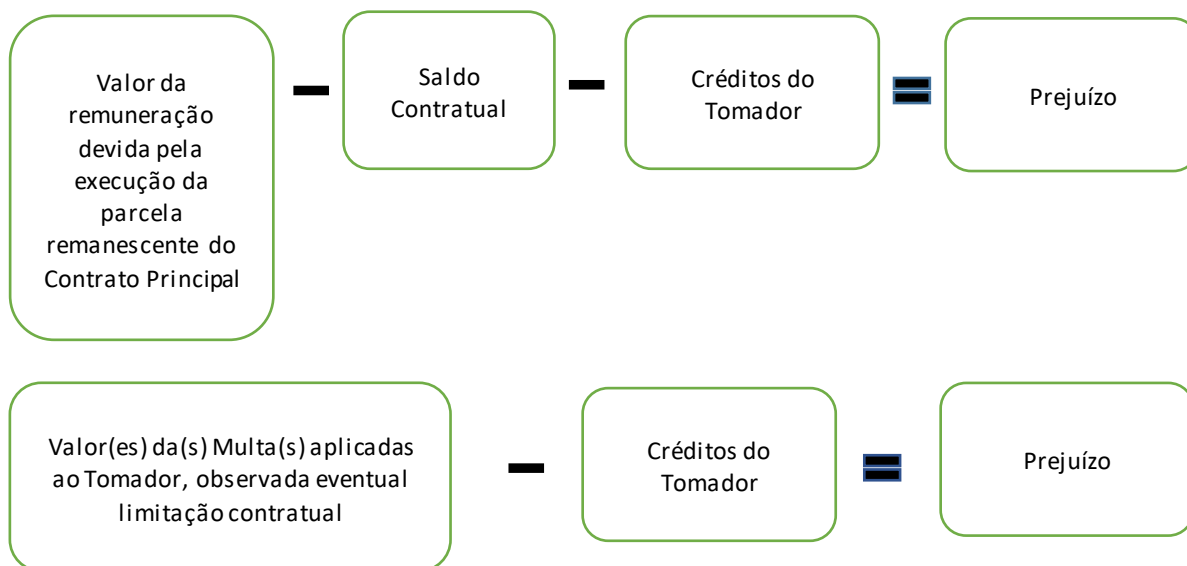 Valor da
remuneração
devida pela
execução da
parcela
remanescente do
Contrato Principal
Saldo
Contratual
Créditos do
Tomador
Prejuízo
Valor(es) da(s) Multa(s) aplicadas
ao Tomador, observada eventual
limitação contratual
Créditos do
Tomador
Prejuízo